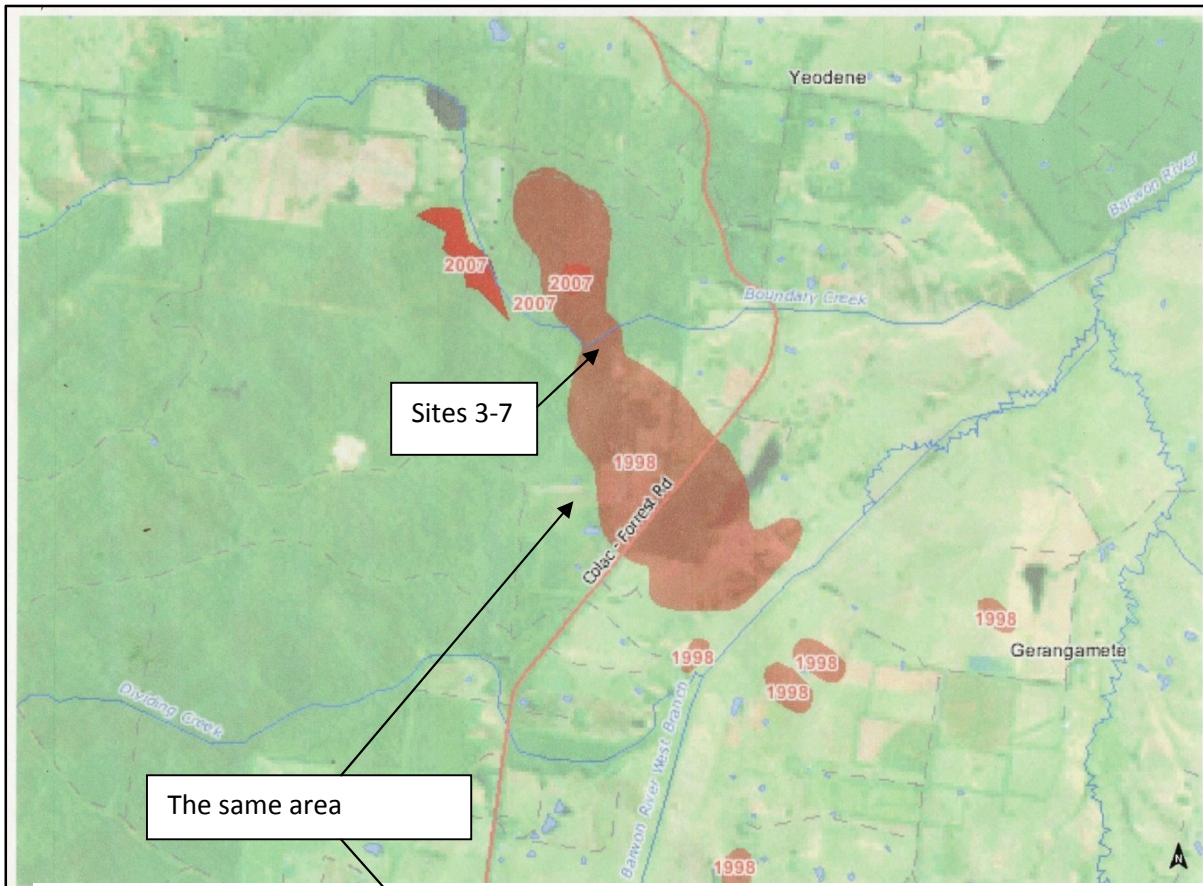 Yeodene
Barwon River
2007
2007
2007
Boundary Creek
Sites 3-7
1998
Colac - Forrest Rd
1998
1998
1998
1998
Gerangamete
Dividing Creek
Barwon River West Branch
The same area
1998
N